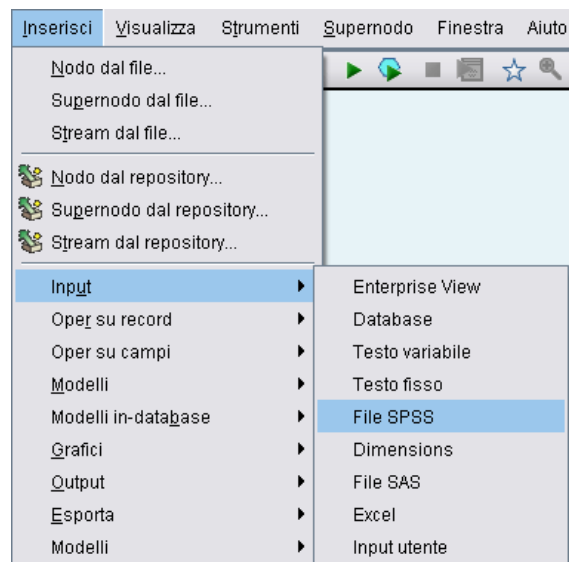 Inserisci Visualizza Strumenti Supernodo Finestra Aiuto
Nodo dal file...
Supernodo dal file...
Stream dal file...
Nodo dal repository...
Supernodo dal repository...
Stream dal repository...
Input
Oper su record
Oper su campi
Modelli
Modelli in-database
Grafici
Output
Esporta
Modelli
Enterprise View
Database
Testo variabile
Testo fisso
File SPSS
Dimensions
File SAS
Excel
Input utente